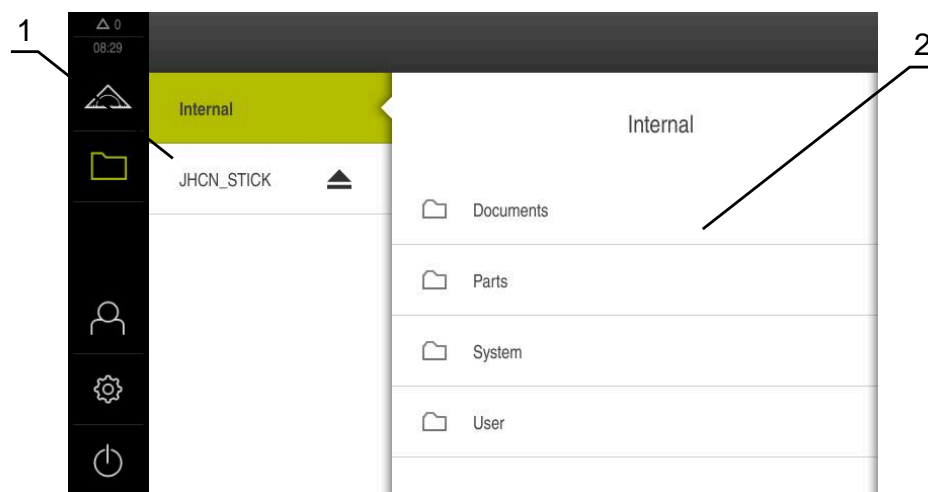 1
2
0
08:29
Internal
JHCN_STICK
Internal
Documents
Parts
System
User